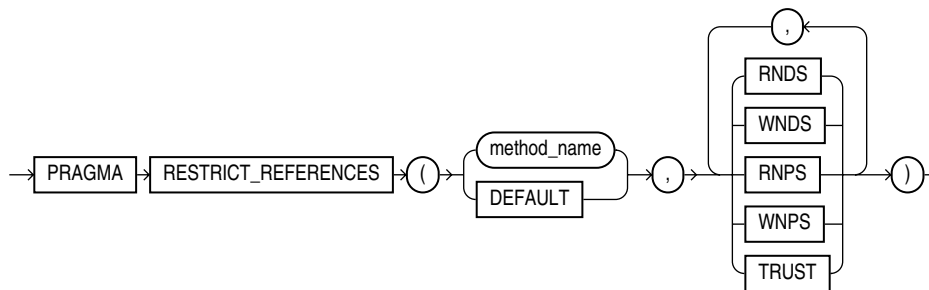 ,
RNDS
WNDS
method_name
PRAGMA RESTRICT_REFERENCES ( , RNPS )
DEFAULT
WNPS
TRUST